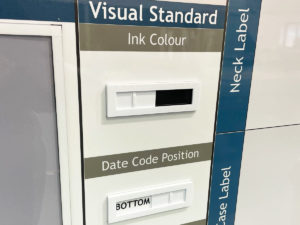 Visual Standard
Ink Colour
Neck Label
Date Code Position
BOTTOM
Case Label